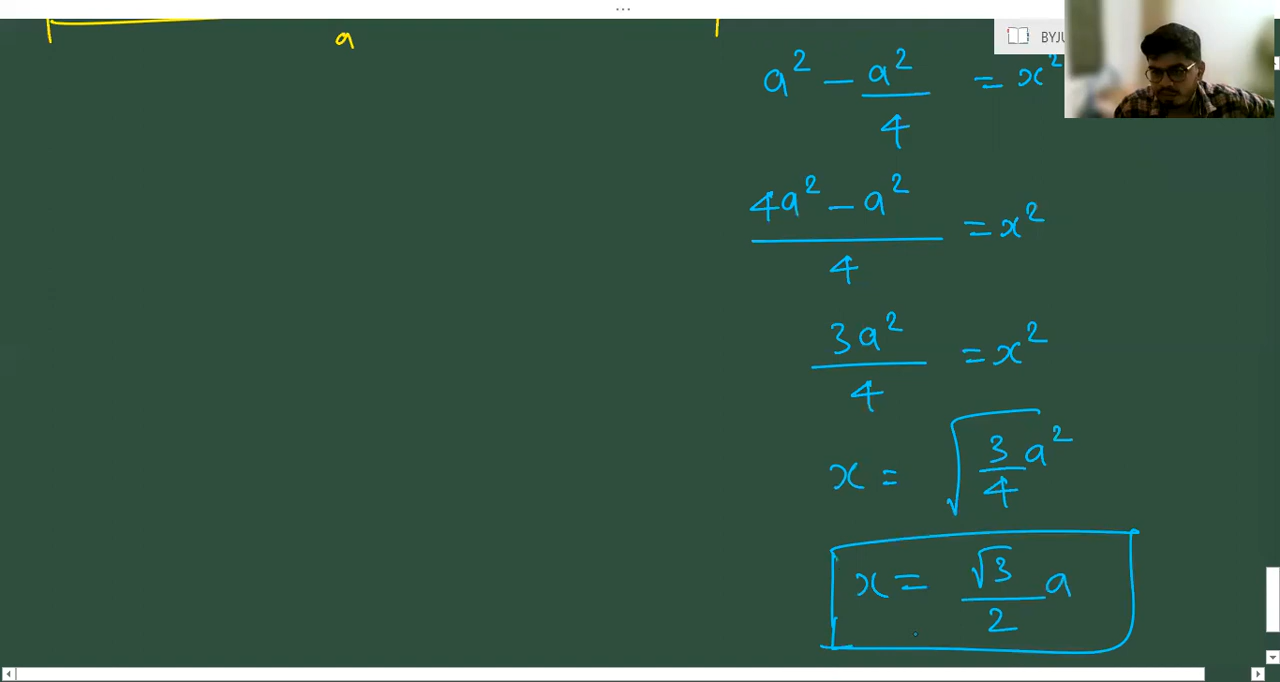 a
BYJU
a² − a²/4 = x²
4a² − a²/4 = x²
3a²/4 = x²
x = √(3/4 a²)
x = √3/2 a